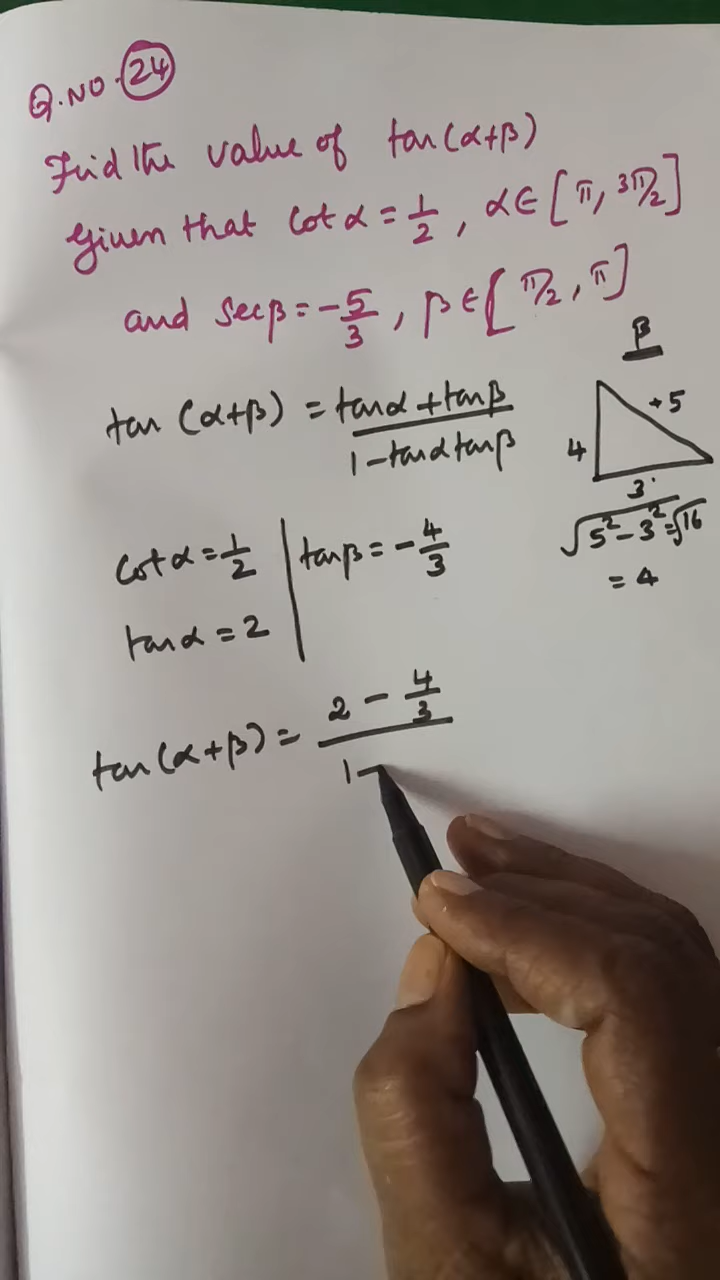 Q.NO. 24
Find the value of tan(α+β)
Given that cot α = 1/2, α ∈ [π, 3π/2]
and sec β = -5/3, β ∈ [π/2, π]
β
tan (α+β) = (tanα + tanβ)/(1 - tanα tanβ)
+5
4
3
√5² - 3² = √16
= 4
cot α = 1/2 | tanβ = -4/3
tan α = 2
tan(α+β) = (2 - 4/3)/(1 -